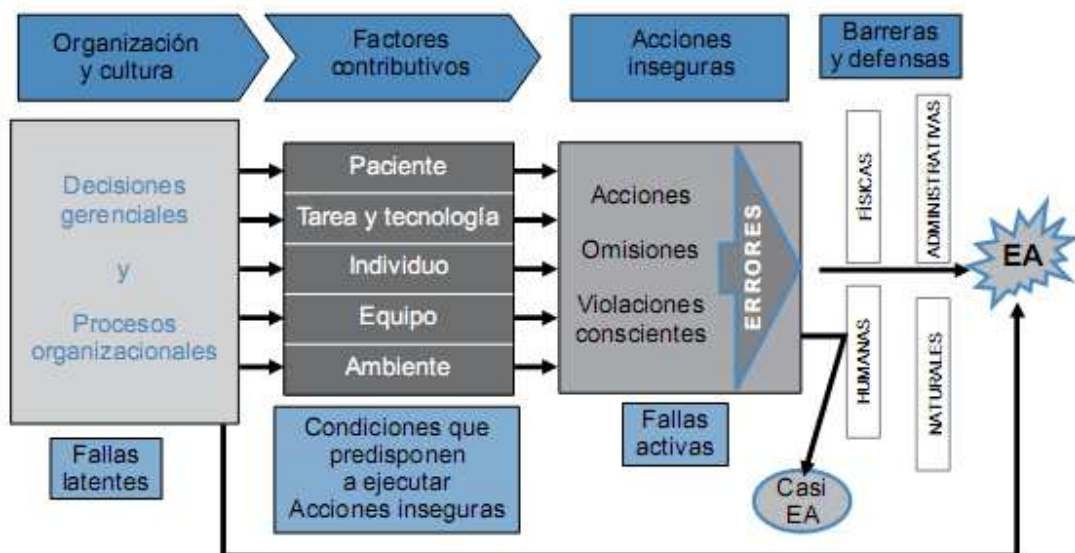 Organización
y cultura
Factores
contributivos
Acciones
inseguras
Barreras
y defensas
Decisiones
gerenciales
y
Procesos
organizacionales
Paciente
Tarea y tecnología
Individuo
Equipo
Ambiente
Acciones
Omisiones
Violaciones
conscientes
ERRORES
FÍSICAS
ADMINISTRATIVAS
HUMANAS
NATURALES
EA
Fallas
latentes
Condiciones que
predisponen
a ejecutar
Acciones inseguras
Fallas
activas
Casi
EA